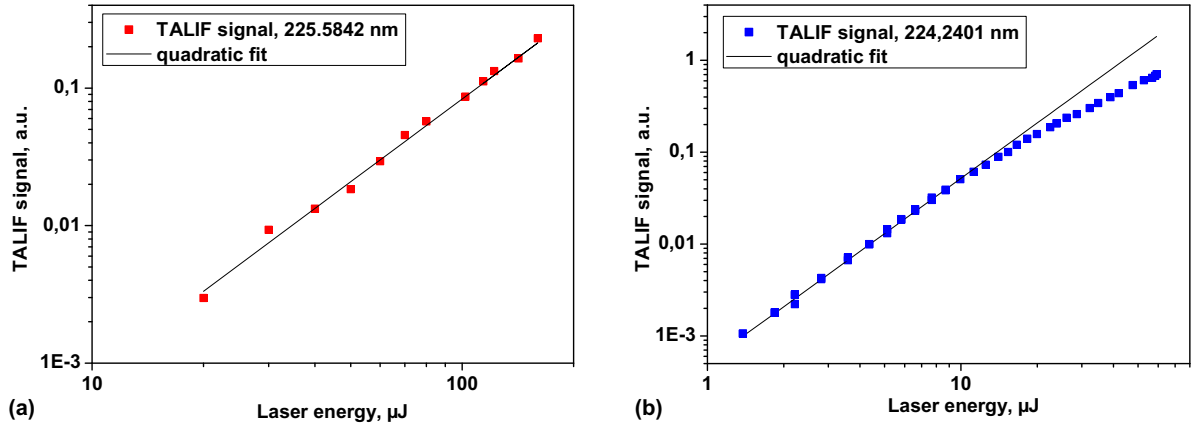 TALIF signal, 225.5842 nm
quadratic fit
0,1
0,01
1E-3
TALIF signal, a.u.
10
100
Laser energy, µJ
(a)
TALIF signal, 224,2401 nm
quadratic fit
1
0,1
0,01
1E-3
TALIF signal, a.u.
1
10
Laser energy, µJ
(b)